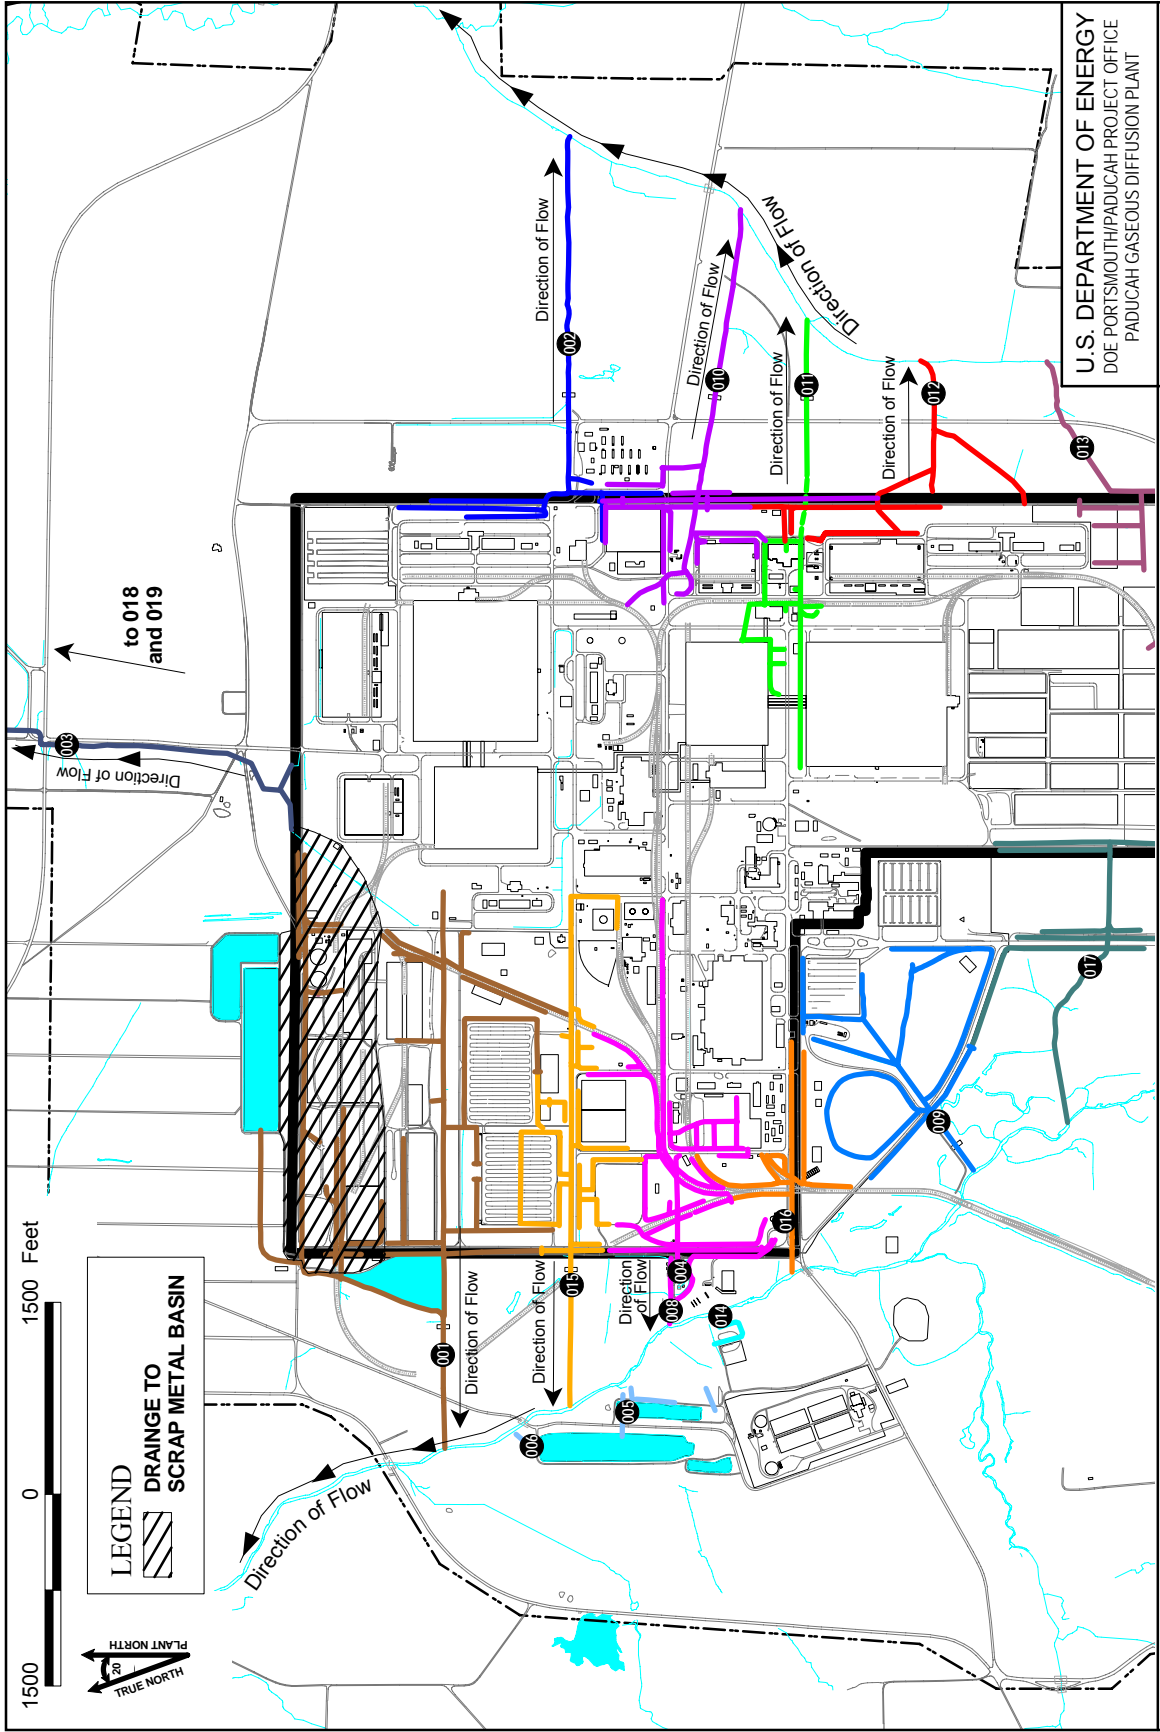 1500 0 1500 Feet
PLANT NORTH
20
TRUE NORTH
LEGEND
DRAINGE TO
SCRAP METAL BASIN
to 018
and 019
003
Direction of Flow
Direction of Flow
002
Direction of Flow
010
Direction of Flow
Direction of Flow
011
Direction of Flow
012
013
Direction of Flow
001
Direction of Flow
015
Direction of Flow
Direction
of Flow
004
008
014
016
005
006
009
017
Direction of Flow
U.S. DEPARTMENT OF ENERGY
DOE PORTSMOUTH/PADUCAH PROJECT OFFICE
PADUCAH GASEOUS DIFFUSION PLANT